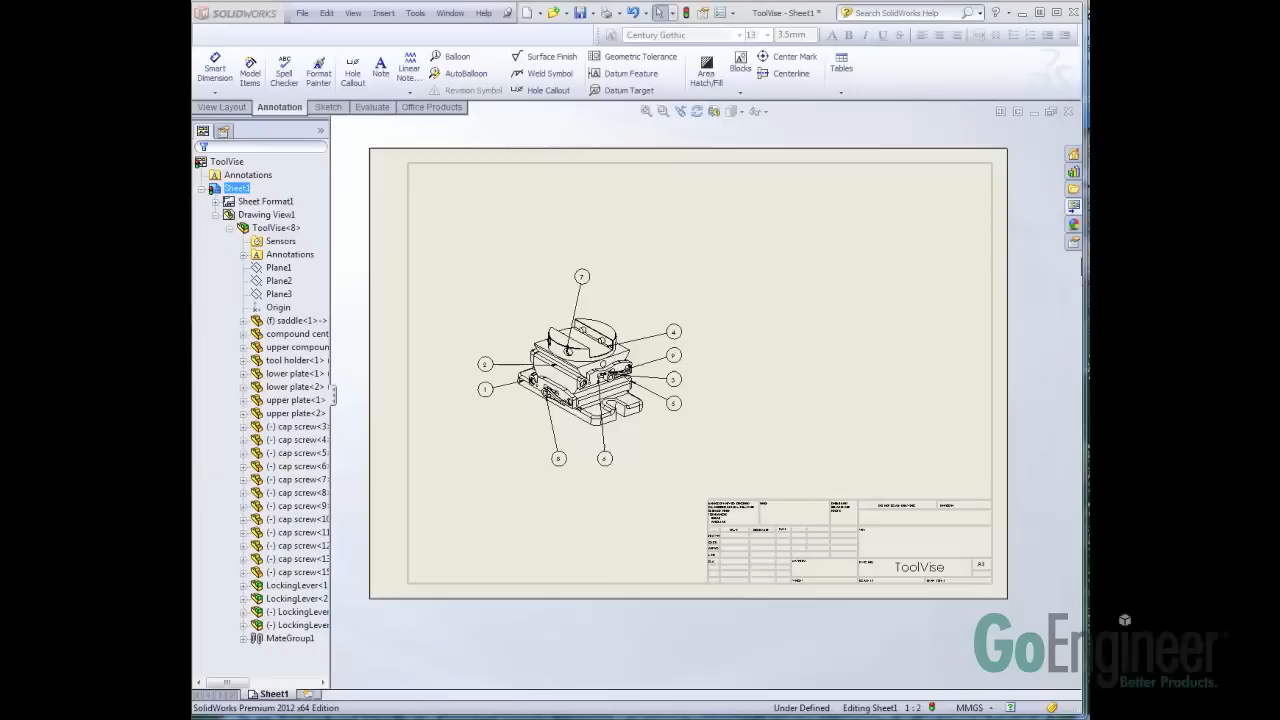 SOLIDWORKS File Edit View Insert Tools Window Help ToolVise - Sheet1 * Search SolidWorks Help
Century Gothic 13 3.5mm A B I U S
Smart Dimension
Model Items
Spell Checker
Format Painter
Hole Callout
Note
Linear Note...
Balloon
AutoBalloon
Revision Symbol
Surface Finish
Weld Symbol
Hole Callout
Geometric Tolerance
Datum Feature
Datum Target
Area Hatch/Fill
Blocks
Center Mark
Centerline
Tables
View Layout Annotation Sketch Evaluate Office Products
ToolVise
Annotations
Sheet1
Sheet Format1
Drawing View1
ToolVise<8>
Sensors
Annotations
Plane1
Plane2
Plane3
Origin
(f) saddle<1>->
compound cent
upper compoun
tool holder<1>
lower plate<1>
lower plate<2>
upper plate<1>
upper plate<2>
(-) cap screw<3
(-) cap screw<4
(-) cap screw<5
(-) cap screw<6
(-) cap screw<7
(-) cap screw<8
(-) cap screw<9
(-) cap screw<10
(-) cap screw<11
(-) cap screw<12
(-) cap screw<13
(-) cap screw<15
LockingLever<1
LockingLever<2
(-) LockingLever
(-) LockingLever
MateGroup1
7
4
2
9
3
1
ToolVise
A3
GoEngineer
Better Products.
Sheet1
SolidWorks Premium 2012 x64 Edition Under Defined Editing Sheet1 1 : 2 MMGS